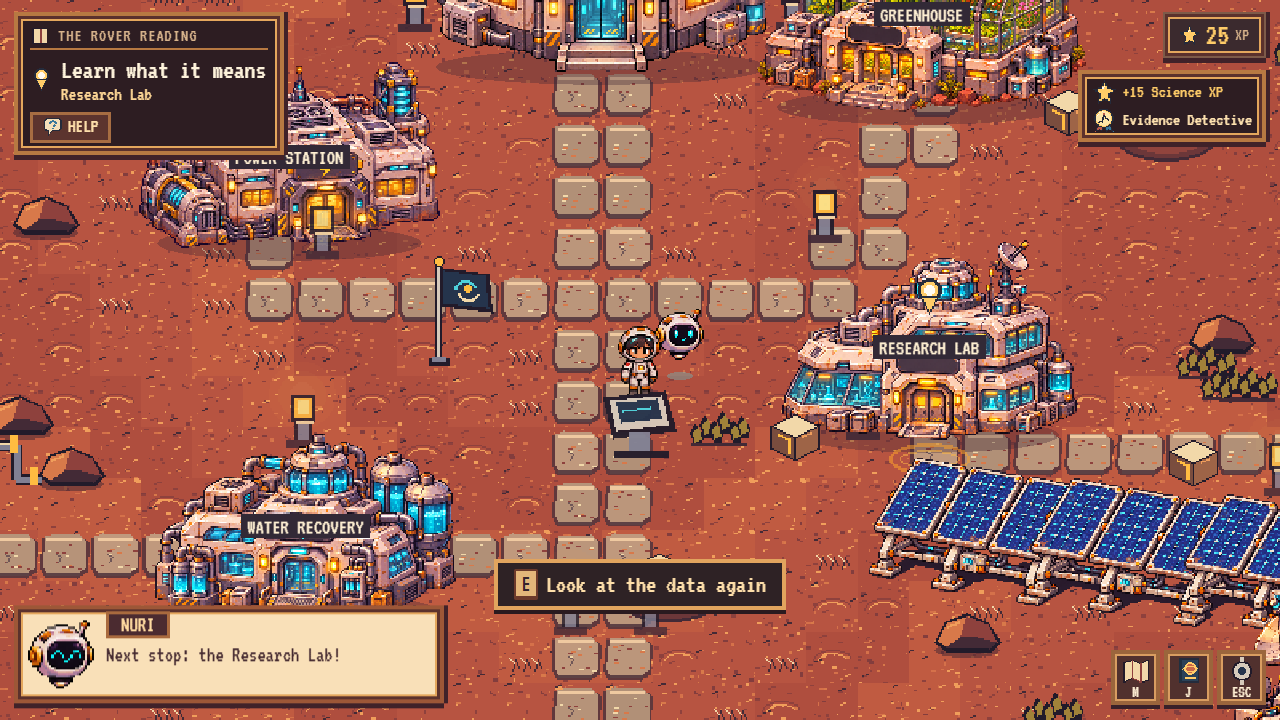 THE ROVER READING
Learn what it means
Research Lab
HELP
GREENHOUSE
25 XP
+15 Science XP
Evidence Detective
POWER STATION
RESEARCH LAB
WATER RECOVERY
E Look at the data again
NURI
Next stop: the Research Lab!
M
J
ESC